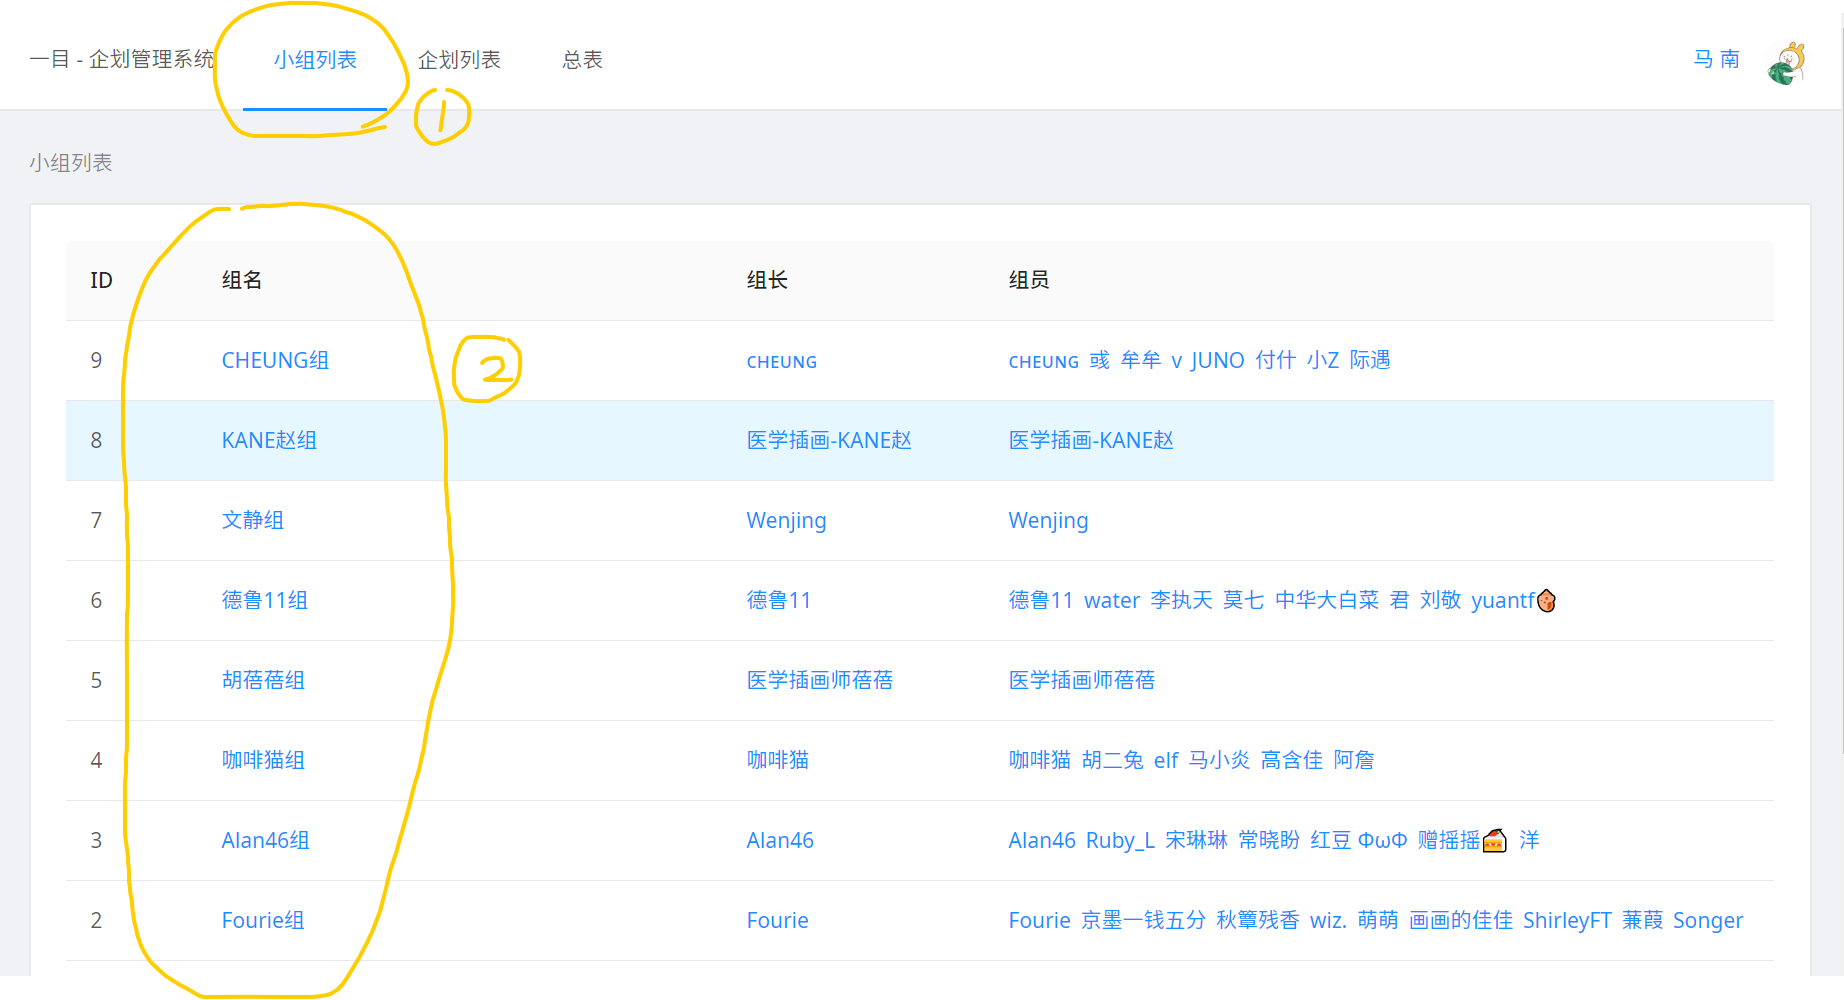 一目 - 企划管理系统 小组列表 企划列表 总表 马 南
1
小组列表
ID 组名 组长 组员
9 CHEUNG组 ᴄʜᴇᴜɴɢ ᴄʜᴇᴜɴɢ 彧 牟牟 v JUNO 付什 小Z 际遇
2
8 KANE赵组 医学插画-KANE赵 医学插画-KANE赵
7 文静组 Wenjing Wenjing
6 德鲁11组 德鲁11 德鲁11 water 李执天 莫七 中华大白菜 君 刘敬 yuantf
5 胡蓓蓓组 医学插画师蓓蓓 医学插画师蓓蓓
4 咖啡猫组 咖啡猫 咖啡猫 胡二兔 elf 马小炎 高含佳 阿詹
3 Alan46组 Alan46 Alan46 Ruby_L 宋琳琳 常晓盼 红豆 ΦωΦ 赠摇摇 洋
2 Fourie组 Fourie Fourie 京墨一钱五分 秋簟残香 wiz. 萌萌 画画的佳佳 ShirleyFT 蒹葭 Songer